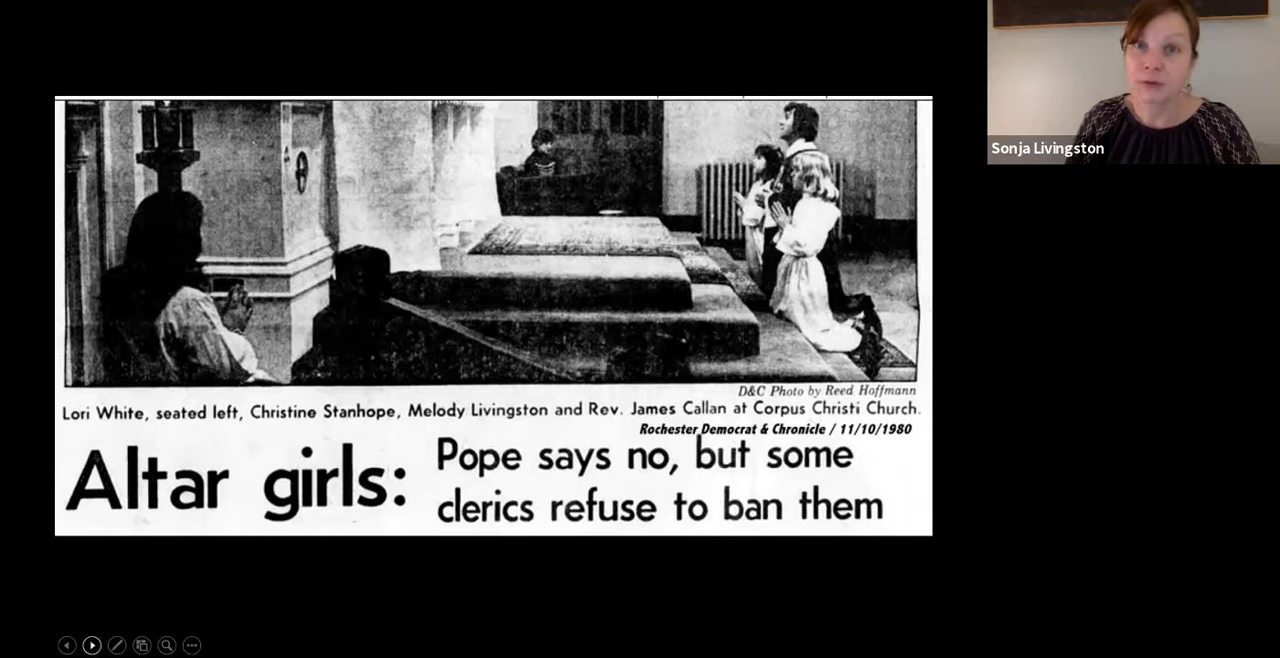 Sonja Livingston
D&C Photo by Reed Hoffmann
Lori White, seated left, Christine Stanhope, Melody Livingston and Rev. James Callan at Corpus Christi Church.
Rochester Democrat & Chronicle / 11/10/1980
Altar girls:
Pope says no, but some
clerics refuse to ban them